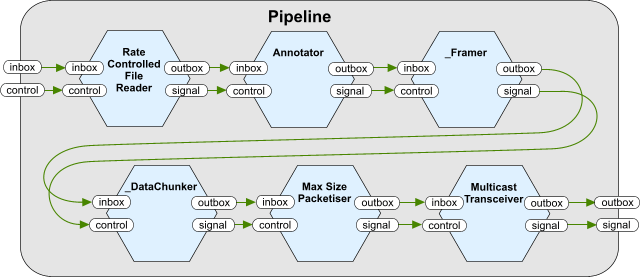 Pipeline
Rate
Controlled
File
Reader
Annotator
_Framer
inbox
inbox
outbox
inbox
outbox
inbox
outbox
control
control
signal
control
signal
control
signal
_DataChunker
Max Size
Packetiser
Multicast
Transceiver
inbox
outbox
inbox
outbox
inbox
outbox
outbox
control
signal
control
signal
control
signal
signal